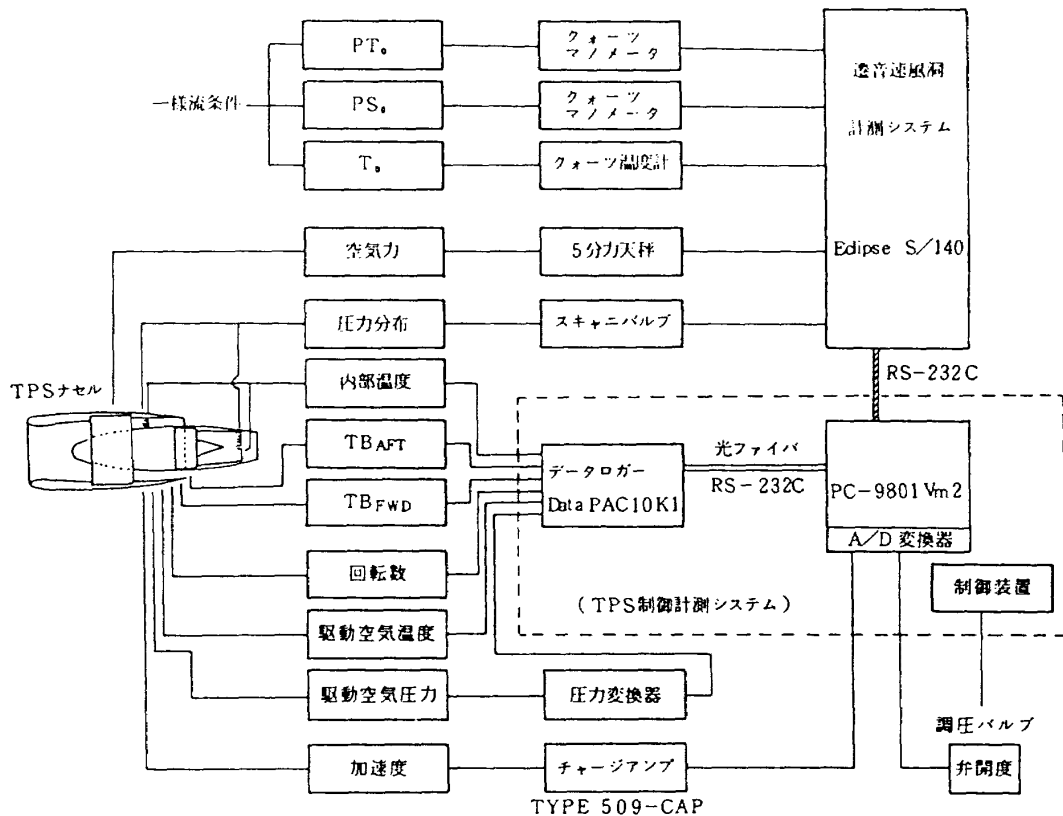 PT₀
クォーツ
マノメータ
一様流条件
PS₀
クォーツ
マノメータ
T₀
クォーツ温度計
遷音速風洞
計測システム
Edipse S/140
空気力
5分力天秤
圧力分布
スキャニバルブ
RS-232C
TPSナセル
内部温度
TB AFT
TB FWD
データロガー
Data PAC10K1
光ファイバ
RS-232C
PC-9801Vm2
A/D変換器
回転数
(TPS制御計測システム)
制御装置
駆動空気温度
駆動空気圧力
圧力変換器
調圧バルブ
加速度
チャージアンプ
弁開度
TYPE 509-CAP